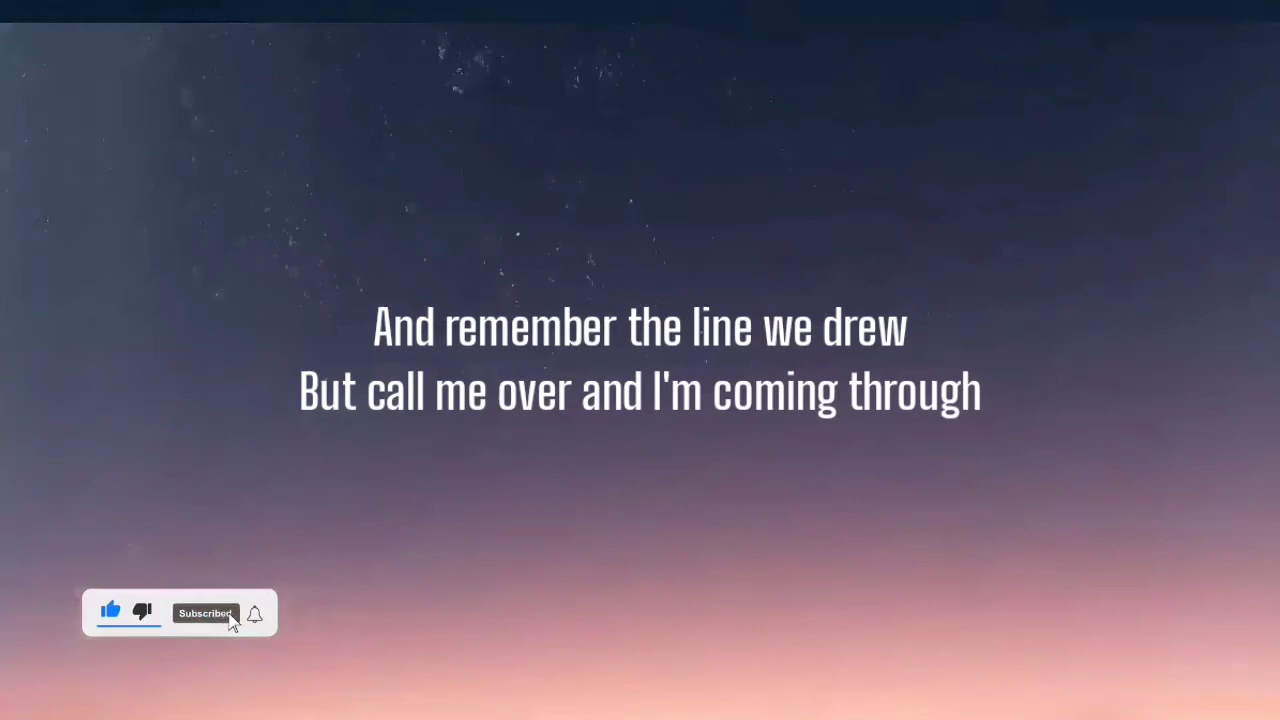 And remember the line we drew
But call me over and I'm coming through
Subscribed